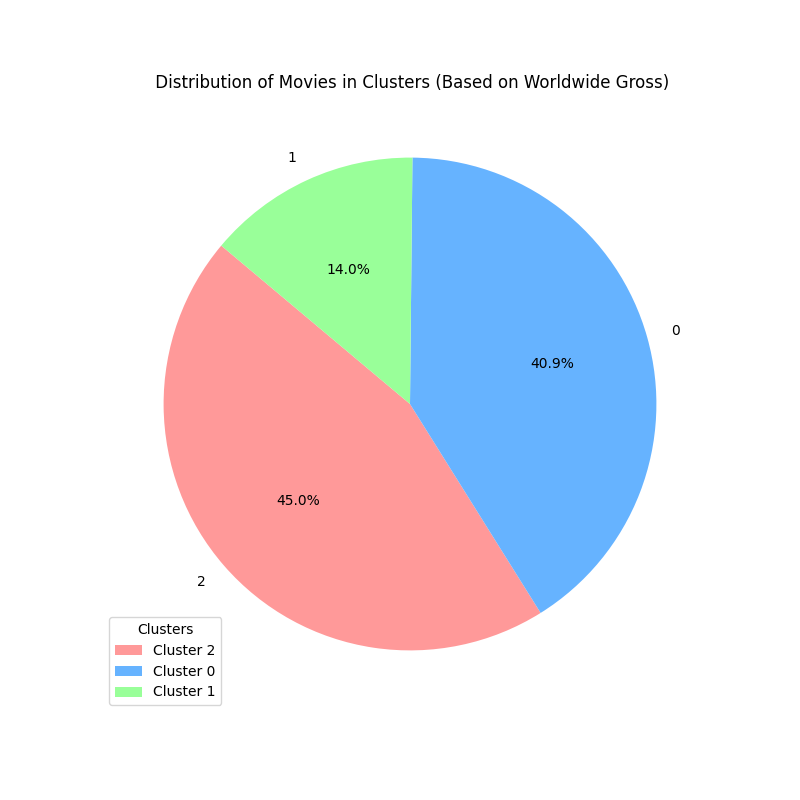 Distribution of Movies in Clusters (Based on Worldwide Gross)
1
14.0%
0
40.9%
45.0%
2
Clusters
Cluster 2
Cluster 0
Cluster 1